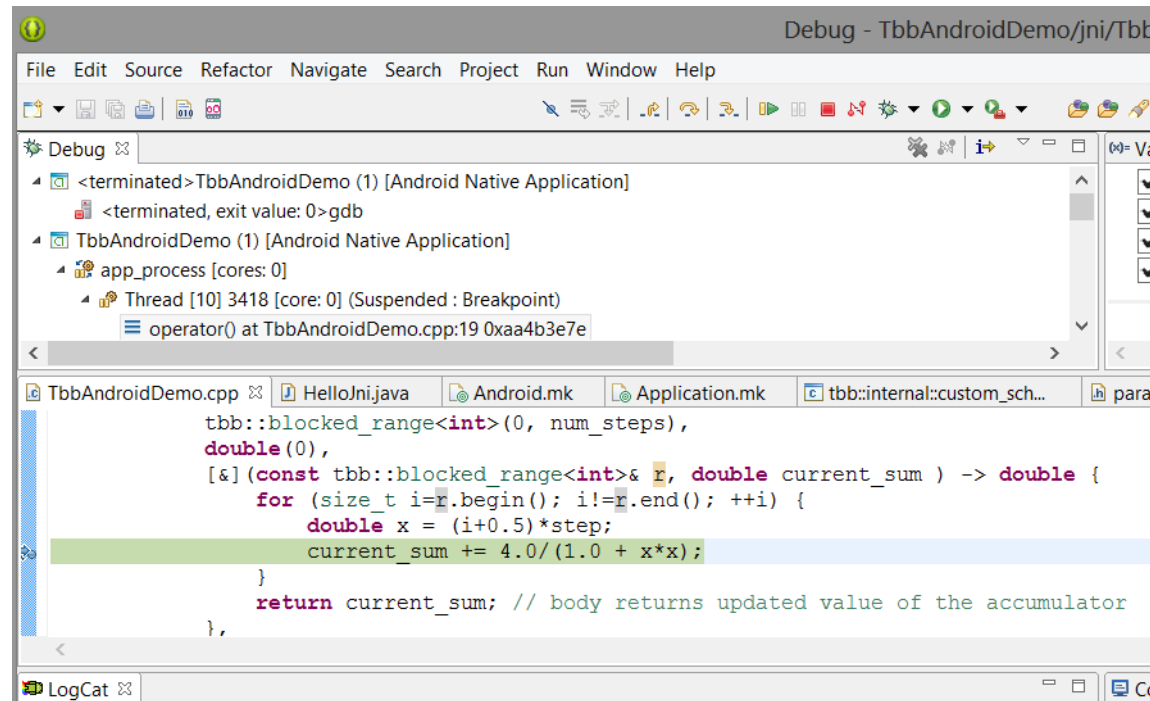 Debug - TbbAndroidDemo/jni/Tbb
File Edit Source Refactor Navigate Search Project Run Window Help
Debug
<terminated>TbbAndroidDemo (1) [Android Native Application]
<terminated, exit value: 0>gdb
TbbAndroidDemo (1) [Android Native Application]
app_process [cores: 0]
Thread [10] 3418 [core: 0] (Suspended : Breakpoint)
operator() at TbbAndroidDemo.cpp:19 0xaa4b3e7e
(x)= Va
TbbAndroidDemo.cpp HelloJni.java Android.mk Application.mk tbb::internal::custom_sch... para
tbb::blocked_range<int>(0, num_steps),
double(0),
[&](const tbb::blocked_range<int>& r, double current_sum ) -> double {
for (size_t i=r.begin(); i!=r.end(); ++i) {
double x = (i+0.5)*step;
current_sum += 4.0/(1.0 + x*x);
}
return current_sum; // body returns updated value of the accumulator
},
LogCat Co